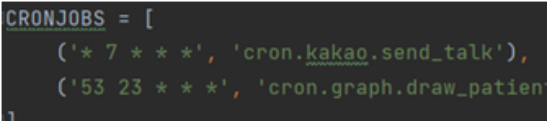 CRONJOBS = [
('* 7 * * *', 'cron.kakao.send_talk'),
('53 23 * * *', 'cron.graph.draw_patien
]